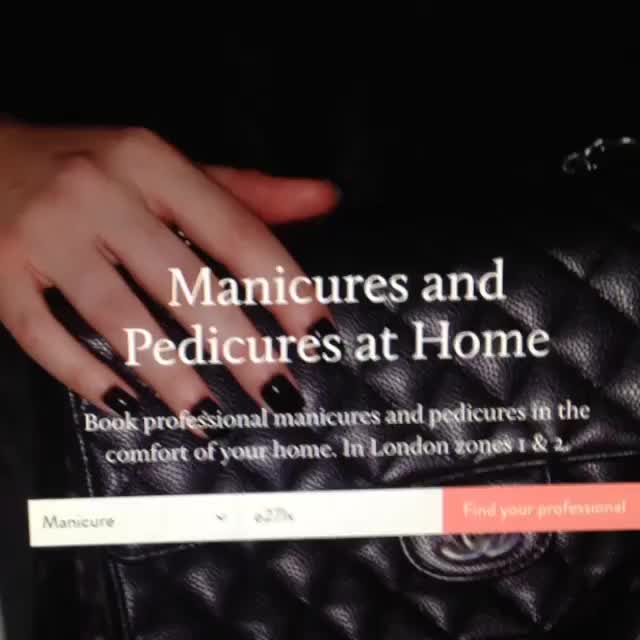 Manicures and
Pedicures at Home
Book professional manicures and pedicures in the
comfort of your home. In London zones 1 & 2.
Manicure
Find your professional